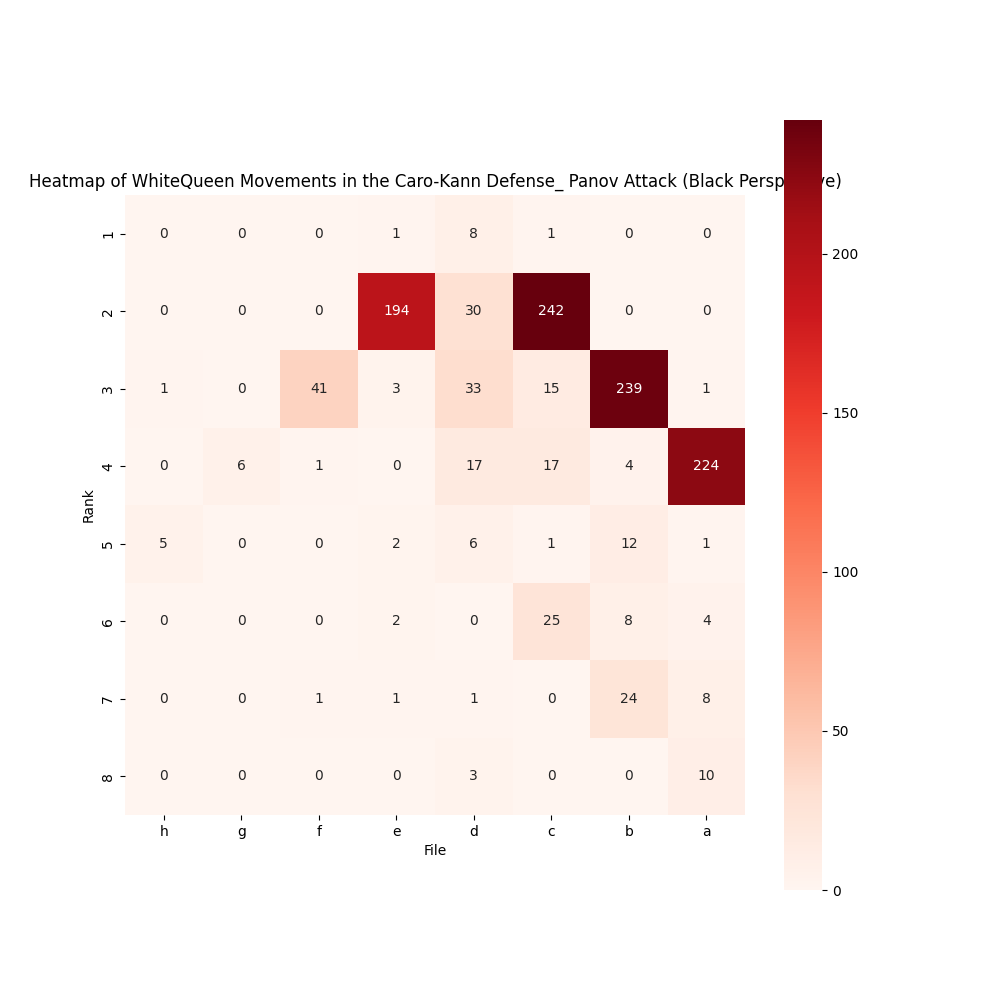 Heatmap of WhiteQueen Movements in the Caro-Kann Defense_ Panov Attack (Black Persp ve)
1 0 0 0 1 8 1 0 0
2 0 0 0 194 30 242 0 0
3 1 0 41 3 33 15 239 1
4 0 6 1 0 17 17 4 224
5 5 0 0 2 6 1 12 1
6 0 0 0 2 0 25 8 4
7 0 0 1 1 1 0 24 8
8 0 0 0 0 3 0 0 10
h g f e d c b a
File
Rank
200
150
100
50
0